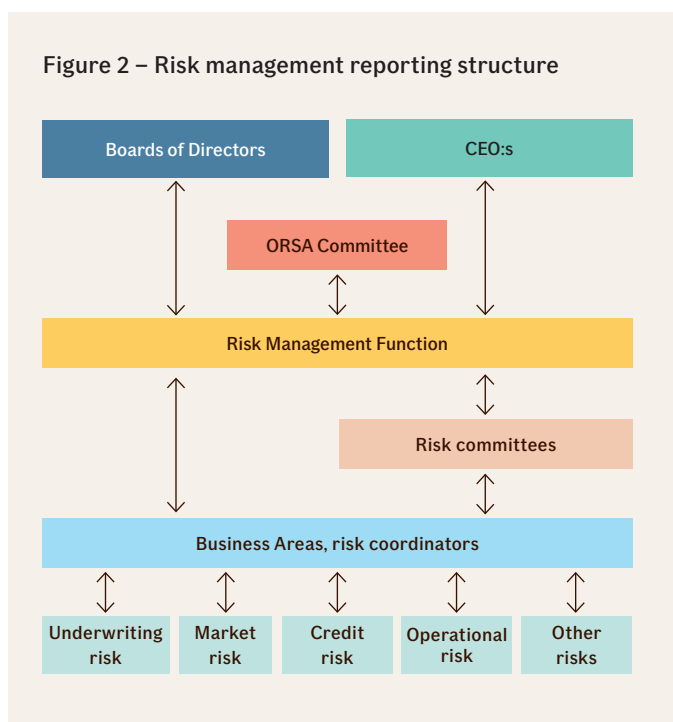 Figure 2 – Risk management reporting structure
Boards of Directors
CEO:s
ORSA Committee
Risk Management Function
Risk committees
Business Areas, risk coordinators
Underwriting
risk
Market
risk
Credit
risk
Operational
risk
Other
risks